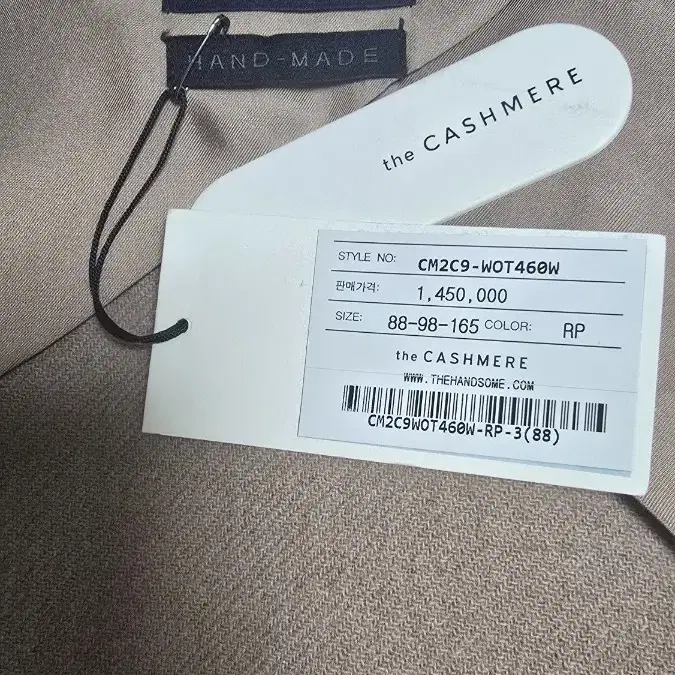 HAND-MADE
the CASHMERE
STYLE NO: CM2C9-WOT460W
판매가격: 1,450,000
SIZE: 88-98-165 COLOR: RP
the CASHMERE
WWW.THEHANDSOME.COM
CM2C9WOT460W-RP-3(88)